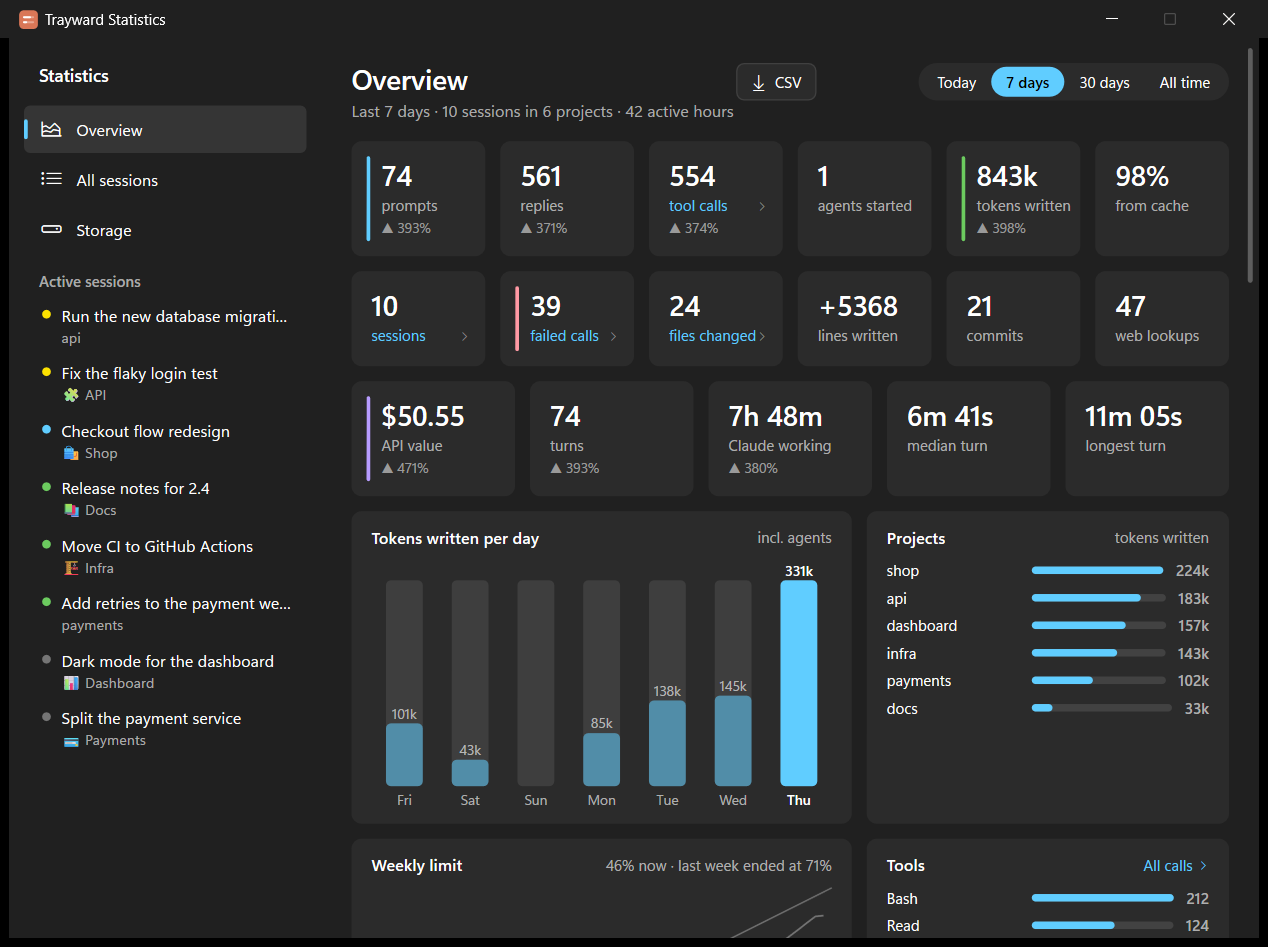 Trayward Statistics
Statistics
Overview
All sessions
Storage
Active sessions
Run the new database migrati...
api
Fix the flaky login test
API
Checkout flow redesign
Shop
Release notes for 2.4
Docs
Move CI to GitHub Actions
Infra
Add retries to the payment we...
payments
Dark mode for the dashboard
Dashboard
Split the payment service
Payments
Overview
CSV
Today 7 days 30 days All time
Last 7 days · 10 sessions in 6 projects · 42 active hours
74
prompts
▲ 393%
561
replies
▲ 371%
554
tool calls
▲ 374%
1
agents started
843k
tokens written
▲ 398%
98%
from cache
10
sessions
39
failed calls
24
files changed
+5368
lines written
21
commits
47
web lookups
$50.55
API value
▲ 471%
74
turns
▲ 393%
7h 48m
Claude working
▲ 380%
6m 41s
median turn
11m 05s
longest turn
Tokens written per day incl. agents
101k
43k
85k
138k
145k
331k
Fri Sat Sun Mon Tue Wed Thu
Projects tokens written
shop 224k
api 183k
dashboard 157k
infra 143k
payments 102k
docs 33k
Weekly limit 46% now · last week ended at 71%
Tools All calls
Bash 212
Read 124